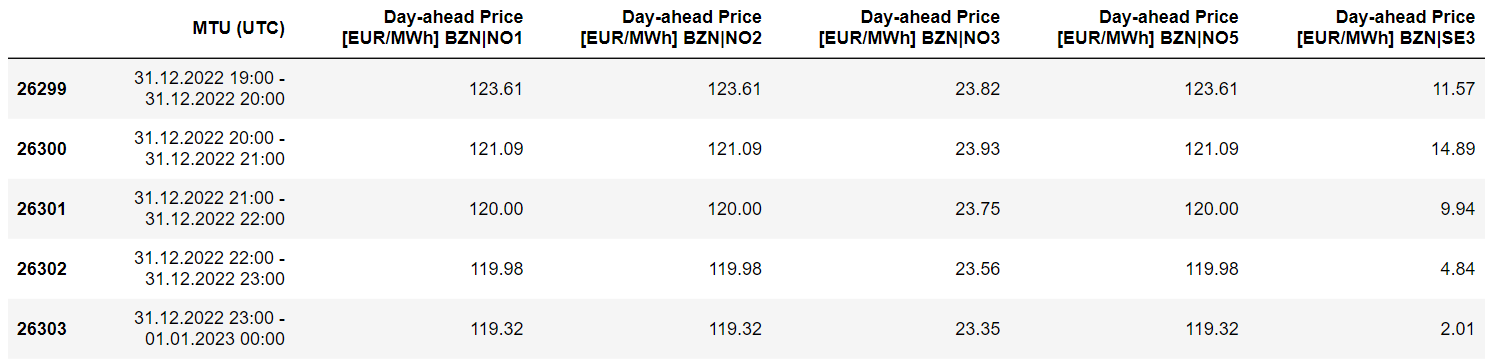 MTU (UTC) Day-ahead Price [EUR/MWh] BZN|NO1 Day-ahead Price [EUR/MWh] BZN|NO2 Day-ahead Price [EUR/MWh] BZN|NO3 Day-ahead Price [EUR/MWh] BZN|NO5 Day-ahead Price [EUR/MWh] BZN|SE3
26299 31.12.2022 19:00 - 31.12.2022 20:00 123.61 123.61 23.82 123.61 11.57
26300 31.12.2022 20:00 - 31.12.2022 21:00 121.09 121.09 23.93 121.09 14.89
26301 31.12.2022 21:00 - 31.12.2022 22:00 120.00 120.00 23.75 120.00 9.94
26302 31.12.2022 22:00 - 31.12.2022 23:00 119.98 119.98 23.56 119.98 4.84
26303 31.12.2022 23:00 - 01.01.2023 00:00 119.32 119.32 23.35 119.32 2.01